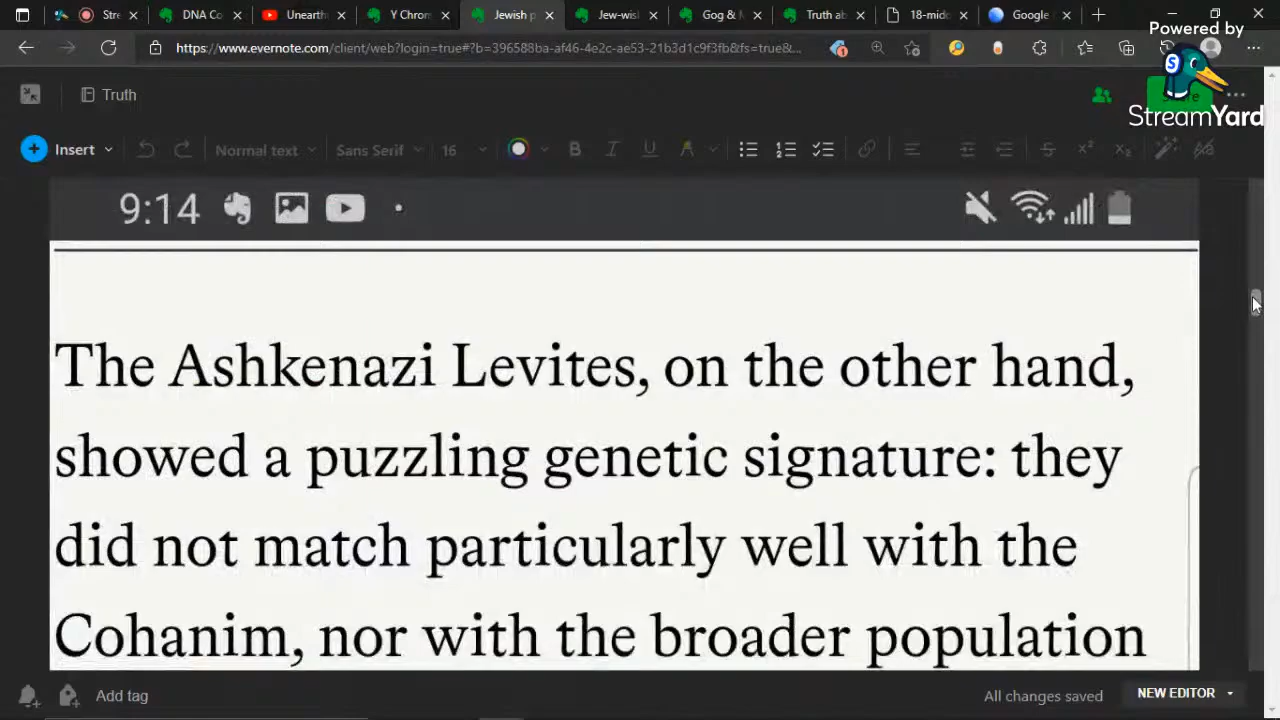 Stre
DNA Co
Unearth
Y Chrom
Jewish p
Jew-wis
Gog & M
Truth ab
18-mide
Google
Powered by
https://www.evernote.com/client/web?login=true#?b=396588ba-af46-4e2c-ae53-21b3d1c9f3fb&fs=true&...
Truth
StreamYard
Insert
Normal text
Sans Serif
16
9:14
The Ashkenazi Levites, on the other hand,
showed a puzzling genetic signature: they
did not match particularly well with the
Cohanim, nor with the broader population
Add tag
All changes saved
NEW EDITOR